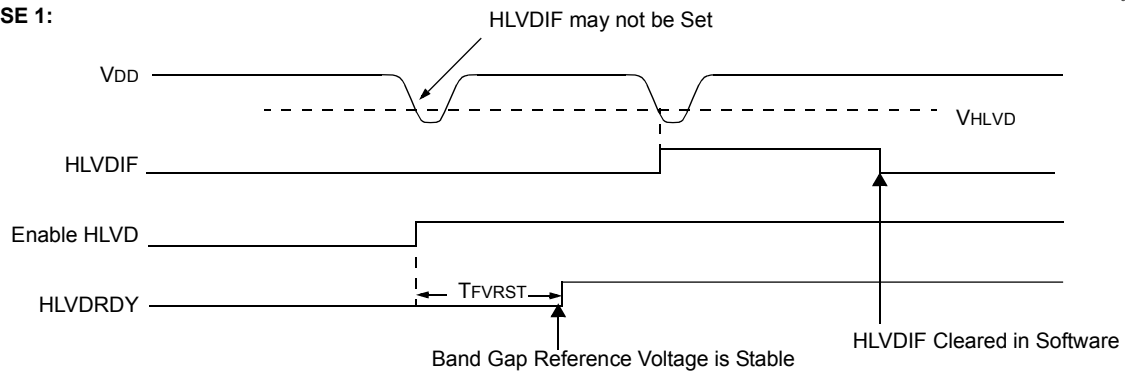 SE 1:
HLVDIF may not be Set
VDD
VHLVD
HLVDIF
Enable HLVD
TFVRST
HLVDRDY
HLVDIF Cleared in Software
Band Gap Reference Voltage is Stable